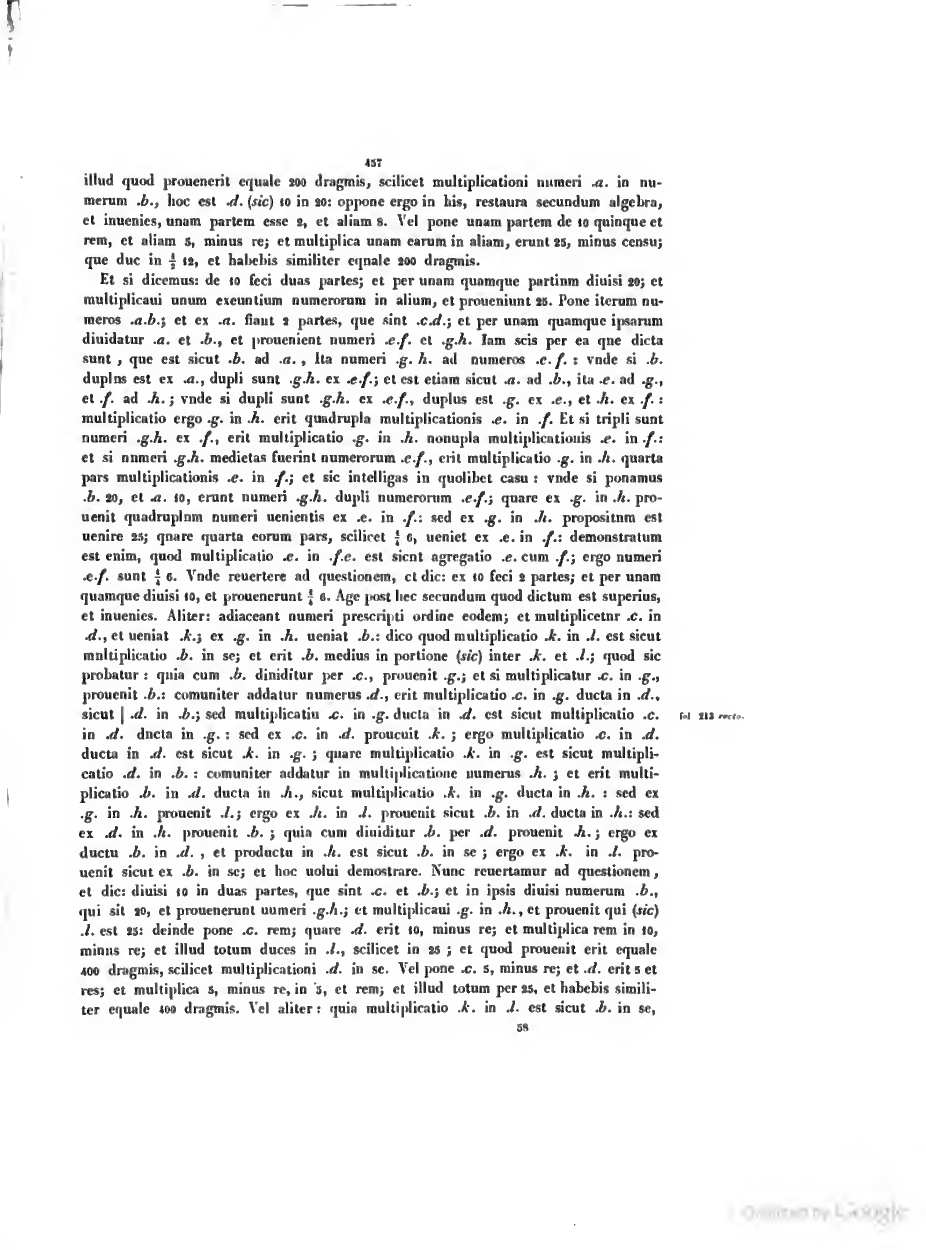 457
illud quod prouenerit equale 200 dragmis, scilicet multiplicationi numeri .a. in nu-
merum .b., hoc est .d. (sic) 10 in 20: oppone ergo in his, restaura secundum algebra,
et inuenies, unam partem esse 2, et aliam 8. Vel pone unam partem de 10 quinque et
rem, et aliam 5, minus re; et multiplica unam earum in aliam, erunt 25, minus censu;
que duc in 1/2 12, et habebis similiter equale 200 dragmis.
Et si dicemus: de 10 feci duas partes; et per unam quamque partium diuisi 20; et
multiplicaui unum exeuntium numerorum in alium, et proueniunt 25. Pone iterum nu-
meros .a.b.; et ex .a. fiant 2 partes, que sint .c.d.; et per unam quamque ipsarum
diuidatur .a. et .b., et prouenient numeri .e.f. et .g.h. Iam scis per ea que dicta
sunt , que est sicut .b. ad .a. , ita numeri .g. h. ad numeros .e. f. : vnde si .b.
duplus est ex .a., dupli sunt .g.h. ex .e.f.; et est etiam sicut .a. ad .b., ita .e. ad .g.,
et .f. ad .h. ; vnde si dupli sunt .g.h. ex .e.f., duplus est .g. ex .e., et .h. ex .f. :
multiplicatio ergo .g. in .h. erit quadrupla multiplicationis .e. in .f. Et si tripli sunt
numeri .g.h. ex .f., erit multiplicatio .g. in .h. nonupla multiplicationis .e. in .f.:
et si numeri .g.h. medietas fuerint numerorum .e.f., erit multiplicatio .g. in .h. quarta
pars multiplicationis .e. in .f.; et sic intelligas in quolibet casu : vnde si ponamus
.b. 20, et .a. 10, erunt numeri .g.h. dupli numerorum .e.f.; quare ex .g. in .h. pro-
uenit quadruplum numeri uenientis ex .e. in .f.: sed ex .g. in .h. propositum est
uenire 25; quare quarta eorum pars, scilicet 1/4 6, ueniet ex .e. in .f.: demonstratum
est enim, quod multiplicatio .e. in .f.e. est sicut agregatio .e. cum .f.; ergo numeri
.e.f. sunt 1/4 6. Vnde reuertere ad questionem, et dic: ex 10 feci 2 partes; et per unam
quamque diuisi 10, et prouenerunt 1/4 6. Age post hec secundum quod dictum est superius,
et inuenies. Aliter: adiaceant numeri prescripti ordine eodem; et multiplicetur .c. in
.d., et ueniat .k.; ex .g. in .h. ueniat .b.: dico quod multiplicatio .k. in .l. est sicut
multiplicatio .b. in se; et erit .b. medius in portione (sic) inter .k. et .l.; quod sic
probatur : quia cum .b. diuiditur per .c., prouenit .g.; et si multiplicatur .c. in .g.,
prouenit .b.: comuniter addatur numerus .d., erit multiplicatio .c. in .g. ducta in .d.,
sicut | .d. in .b.; sed multiplicatio .c. in .g. ducta in .d. est sicut multiplicatio .c.
fol 213 recto.
in .d. ducta in .g. : sed ex .c. in .d. proueuit .k. ; ergo multiplicatio .c. in .d.
ducta in .d. est sicut .k. in .g. ; quare multiplicatio .k. in .g. est sicut multipli-
catio .d. in .b. : comuniter addatur in multiplicatione numerus .h. ; et erit multi-
plicatio .b. in .d. ducta in .h., sicut multiplicatio .k. in .g. ducta in .h. : sed ex
.g. in .h. prouenit .l.; ergo ex .h. in .l. prouenit sicut .b. in .d. ducta in .h.: sed
ex .d. in .h. prouenit .b. ; quia cum diuiditur .b. per .d. prouenit .h. ; ergo ex
ductu .b. in .d. , et productu in .h. est sicut .b. in se ; ergo ex .k. in .l. pro-
uenit sicut ex .b. in se; et hoc uolui demostrare. Nunc reuertamur ad questionem,
et dic: diuisi 10 in duas partes, que sint .c. et .b.; et in ipsis diuisi numerum .b.,
qui sit 20, et prouenerunt numeri .g.h.; et multiplicaui .g. in .h., et prouenit qui (sic)
.l. est 25: deinde pone .c. rem; quare .d. erit 10, minus re; et multiplica rem in 10,
minus re; et illud totum duces in .l., scilicet in 25 ; et quod prouenit erit equale
400 dragmis, scilicet multiplicationi .d. in se. Vel pone .c. 5, minus re; et .d. erit 5 et
res; et multiplica 5, minus re, in 5, et rem; et illud totum per 25, et habebis simili-
ter equale 400 dragmis. Vel aliter : quia multiplicatio .k. in .l. est sicut .b. in se,
58
Digitized by Google